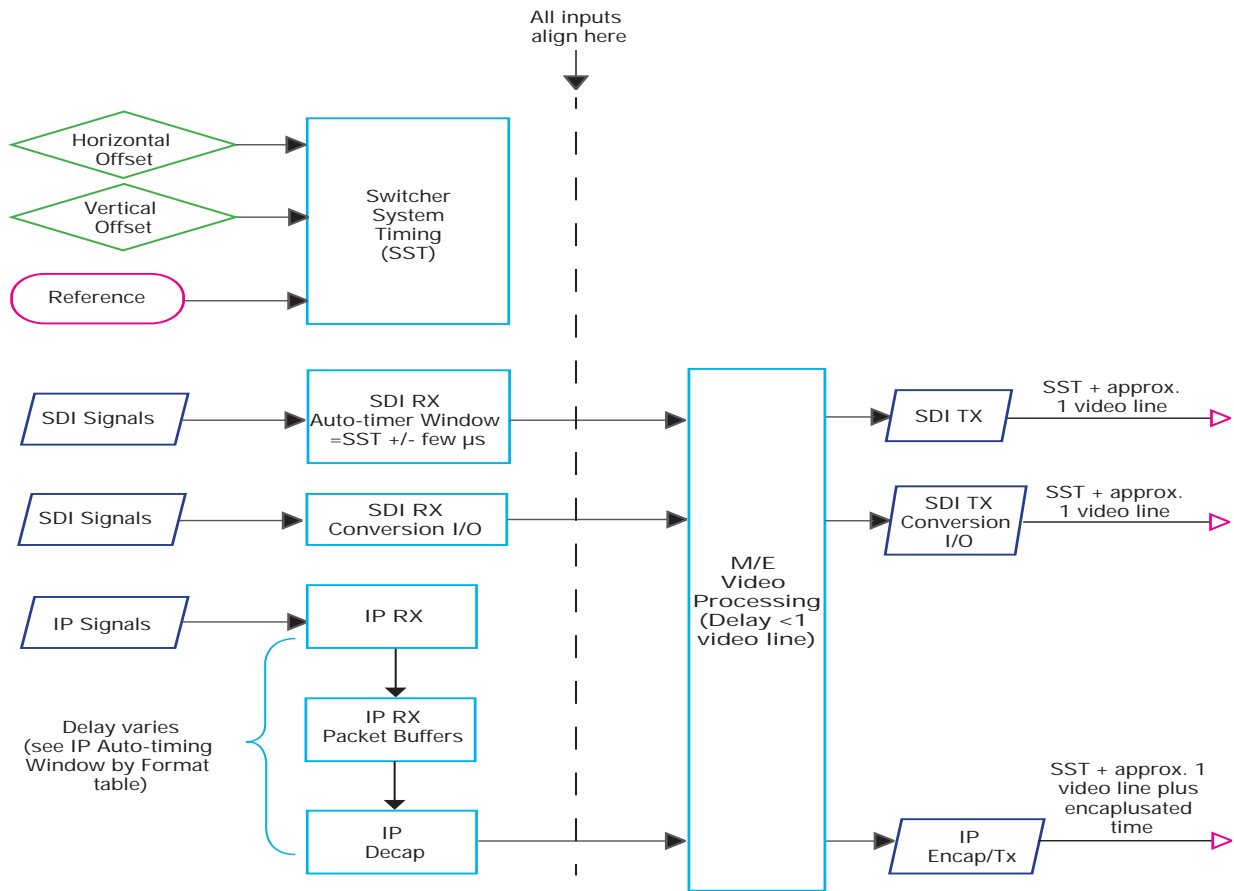 All inputs
align here
Horizontal
Offset
Vertical
Offset
Reference
Switcher
System
Timing
(SST)
SDI Signals
SDI RX
Auto-timer Window
=SST +/- few µs
SDI Signals
SDI RX
Conversion I/O
IP Signals
IP RX
IP RX
Packet Buffers
IP
Decap
Delay varies
(see IP Auto-timing
Window by Format
table)
M/E
Video
Processing
(Delay <1
video line)
SDI TX
SST + approx.
1 video line
SDI TX
Conversion
I/O
SST + approx.
1 video line
IP
Encap/Tx
SST + approx. 1
video line plus
encaplusated
time